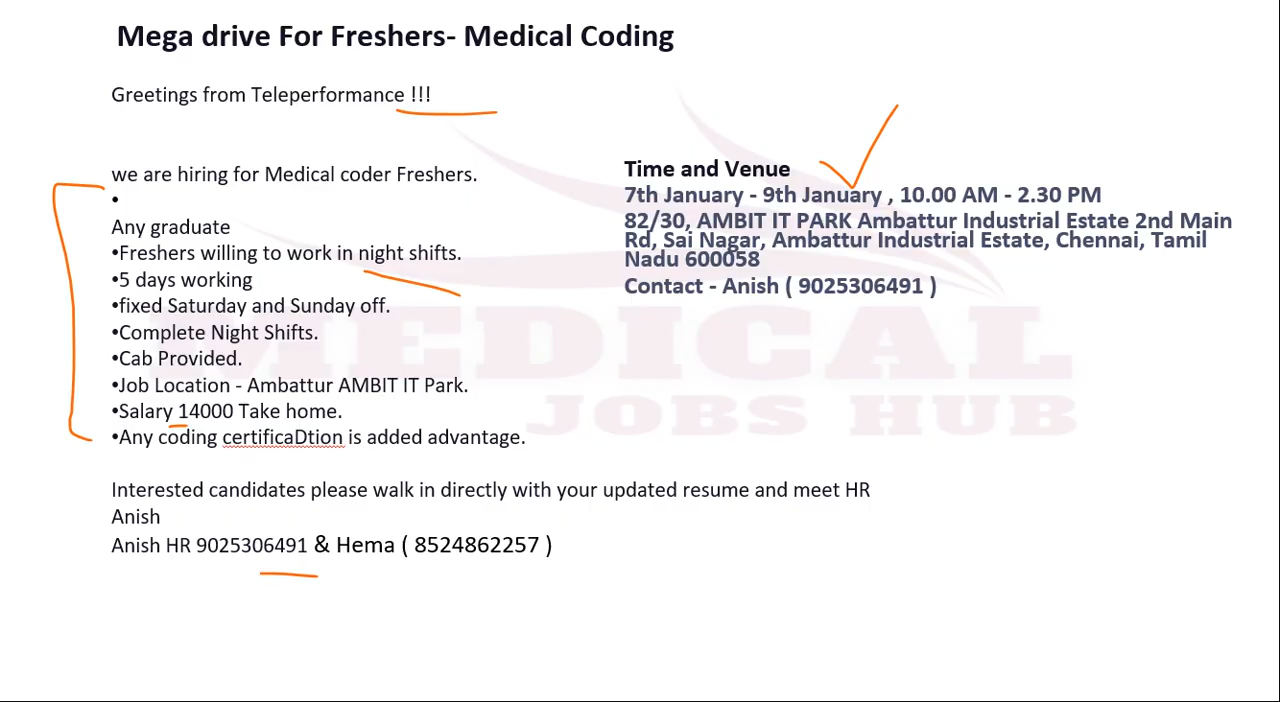 Mega drive For Freshers- Medical Coding
Greetings from Teleperformance !!!
we are hiring for Medical coder Freshers.
•
Any graduate
•Freshers willing to work in night shifts.
•5 days working
•fixed Saturday and Sunday off.
•Complete Night Shifts.
•Cab Provided.
•Job Location - Ambattur AMBIT IT Park.
•Salary 14000 Take home.
•Any coding certificaDtion is added advantage.
Interested candidates please walk in directly with your updated resume and meet HR
Anish
Anish HR 9025306491 & Hema ( 8524862257 )
Time and Venue
7th January - 9th January , 10.00 AM - 2.30 PM
82/30, AMBIT IT PARK Ambattur Industrial Estate 2nd Main
Rd, Sai Nagar, Ambattur Industrial Estate, Chennai, Tamil
Nadu 600058
Contact - Anish ( 9025306491 )
MEDICAL
JOBS HUB